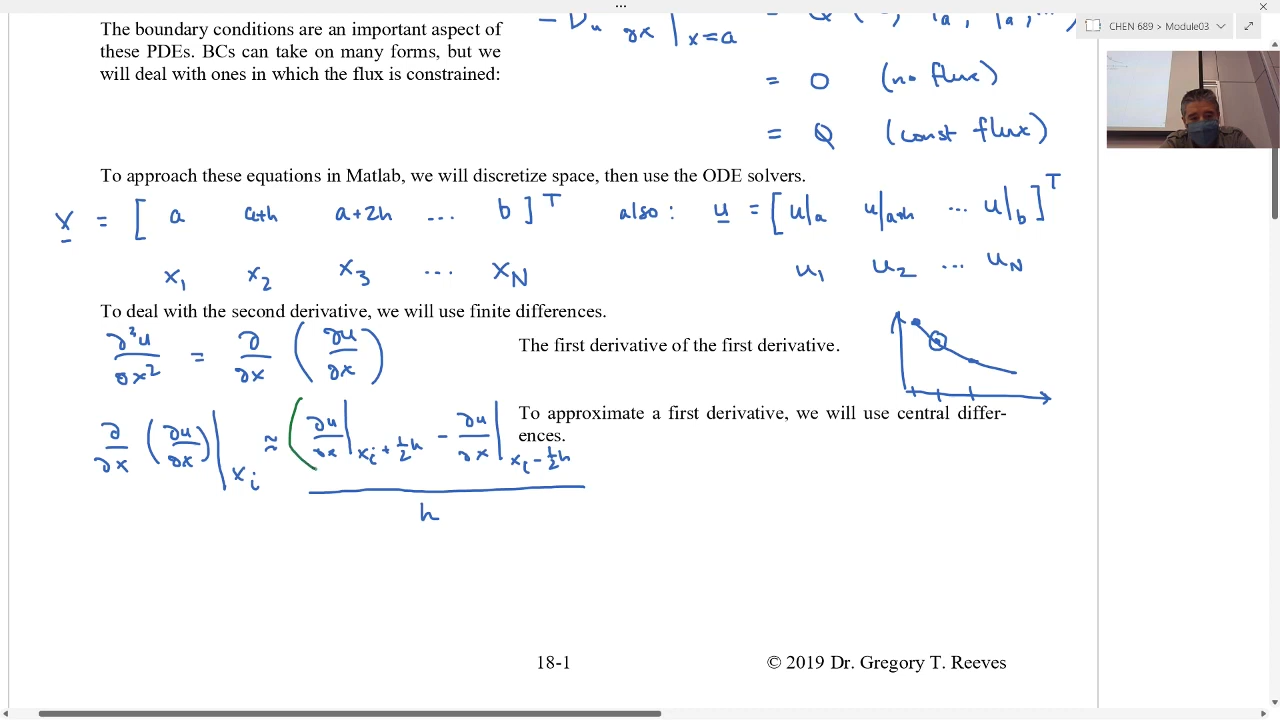 CHEN 689 > Module03
The boundary conditions are an important aspect of
these PDEs. BCs can take on many forms, but we
will deal with ones in which the flux is constrained:
- Du ∂x |x=a
= 0 (no flux)
= Q (const flux)
To approach these equations in Matlab, we will discretize space, then use the ODE solvers.
x = [ a a+h a+2h ... b ]ᵀ also: u = [ u|a u|a+h ... u|b ]ᵀ
x₁ x₂ x₃ ... xN u₁ u₂ ... uN
To deal with the second derivative, we will use finite differences.
∂²u/∂x² = ∂/∂x (∂u/∂x) The first derivative of the first derivative.
To approximate a first derivative, we will use central differ-
ences.
∂/∂x (∂u/∂x)|xi ≈ (∂u/∂x|xi+½h - ∂u/∂x|xi-½h
h
18-1 © 2019 Dr. Gregory T. Reeves